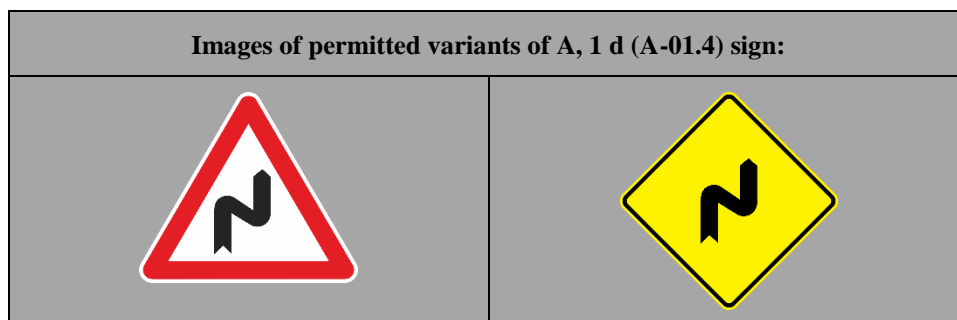 Images of permitted variants of A, 1 d (A-01.4) sign: